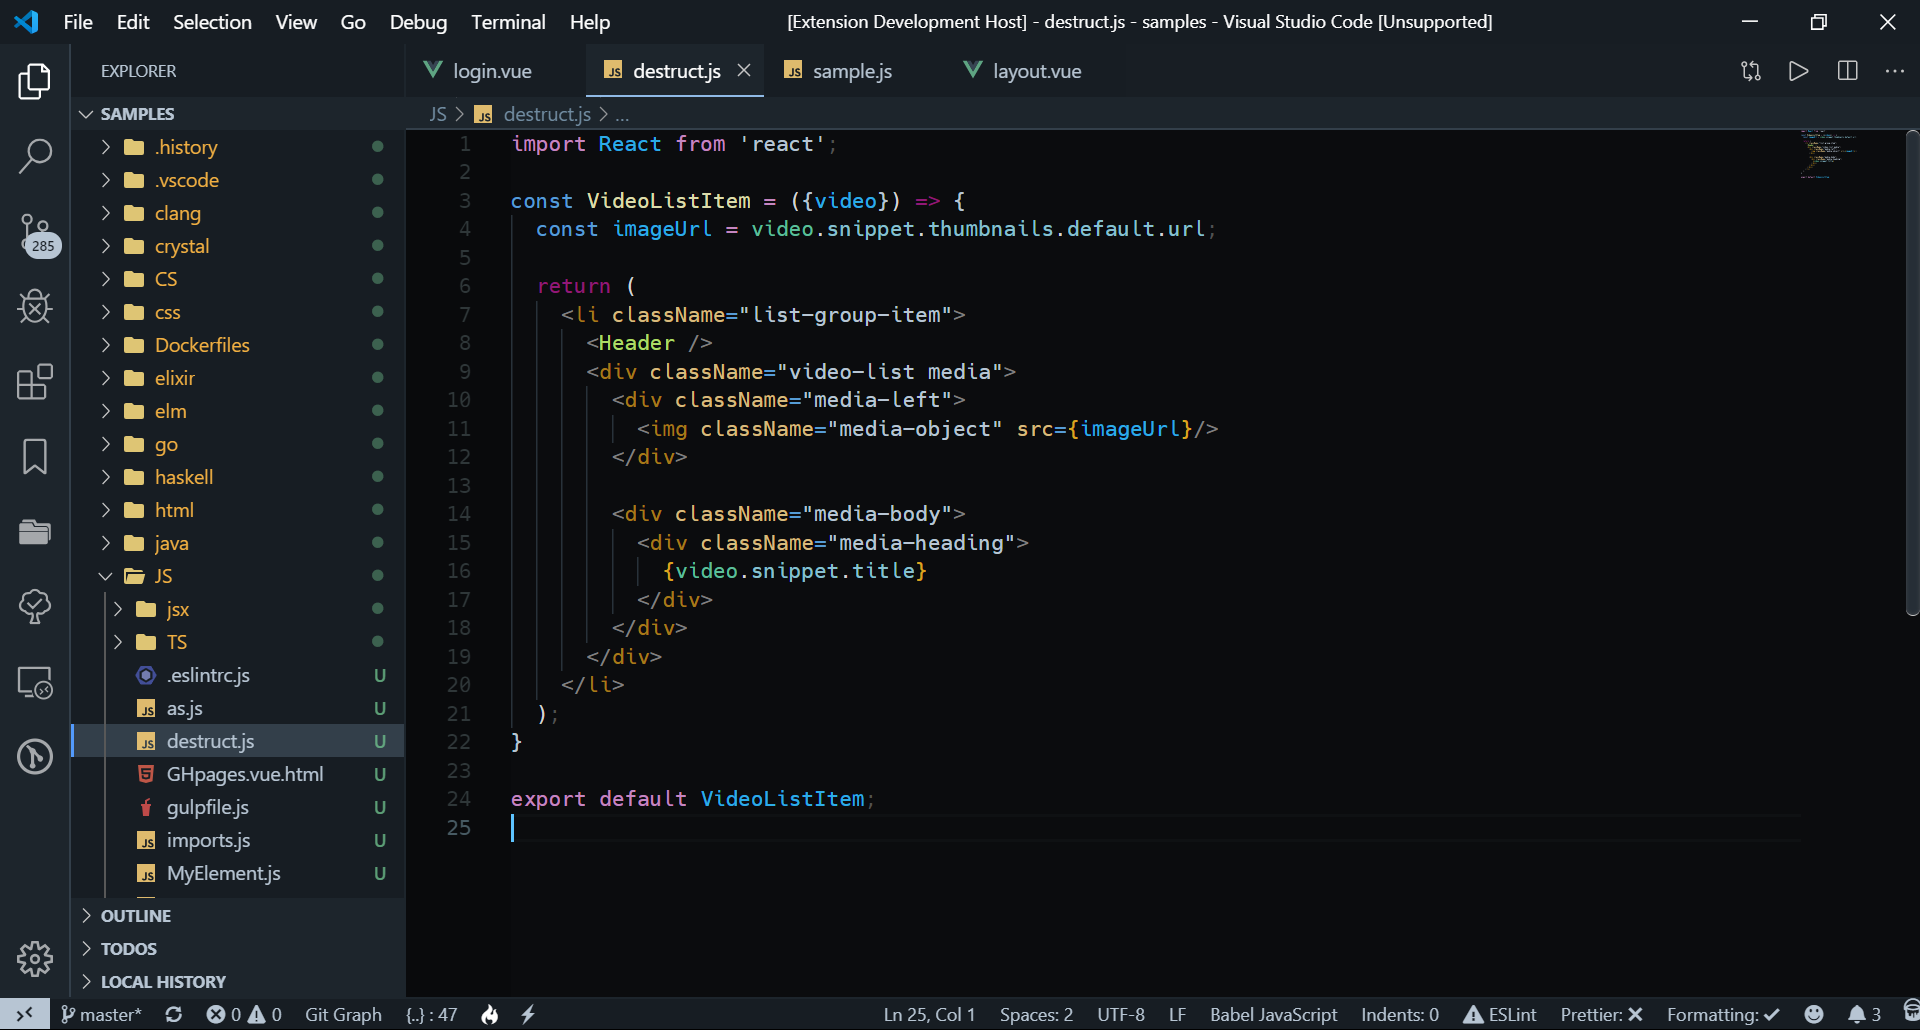 File Edit Selection View Go Debug Terminal Help
[Extension Development Host] - destruct.js - samples - Visual Studio Code [Unsupported]
EXPLORER
login.vue
JS destruct.js
JS sample.js
layout.vue
SAMPLES
JS > JS destruct.js > ...
.history
.vscode
clang
crystal
285
CS
css
Dockerfiles
elixir
elm
go
haskell
html
java
JS
jsx
TS
.eslintrc.js U
JS as.js U
JS destruct.js U
5 GHpages.vue.html U
gulpfile.js U
JS imports.js U
JS MyElement.js U
OUTLINE
TODOS
LOCAL HISTORY
1 import React from 'react';
2
3 const VideoListItem = ({video}) => {
4 const imageUrl = video.snippet.thumbnails.default.url;
5
6 return (
7 <li className="list-group-item">
8 <Header />
9 <div className="video-list media">
10 <div className="media-left">
11 <img className="media-object" src={imageUrl}/>
12 </div>
13
14 <div className="media-body">
15 <div className="media-heading">
16 {video.snippet.title}
17 </div>
18 </div>
19 </div>
20 </li>
21 );
22 }
23
24 export default VideoListItem;
25
master* 0 0 Git Graph {..} : 47 Ln 25, Col 1 Spaces: 2 UTF-8 LF Babel JavaScript Indents: 0 ESLint Prettier: ✕ Formatting: ✓ 3